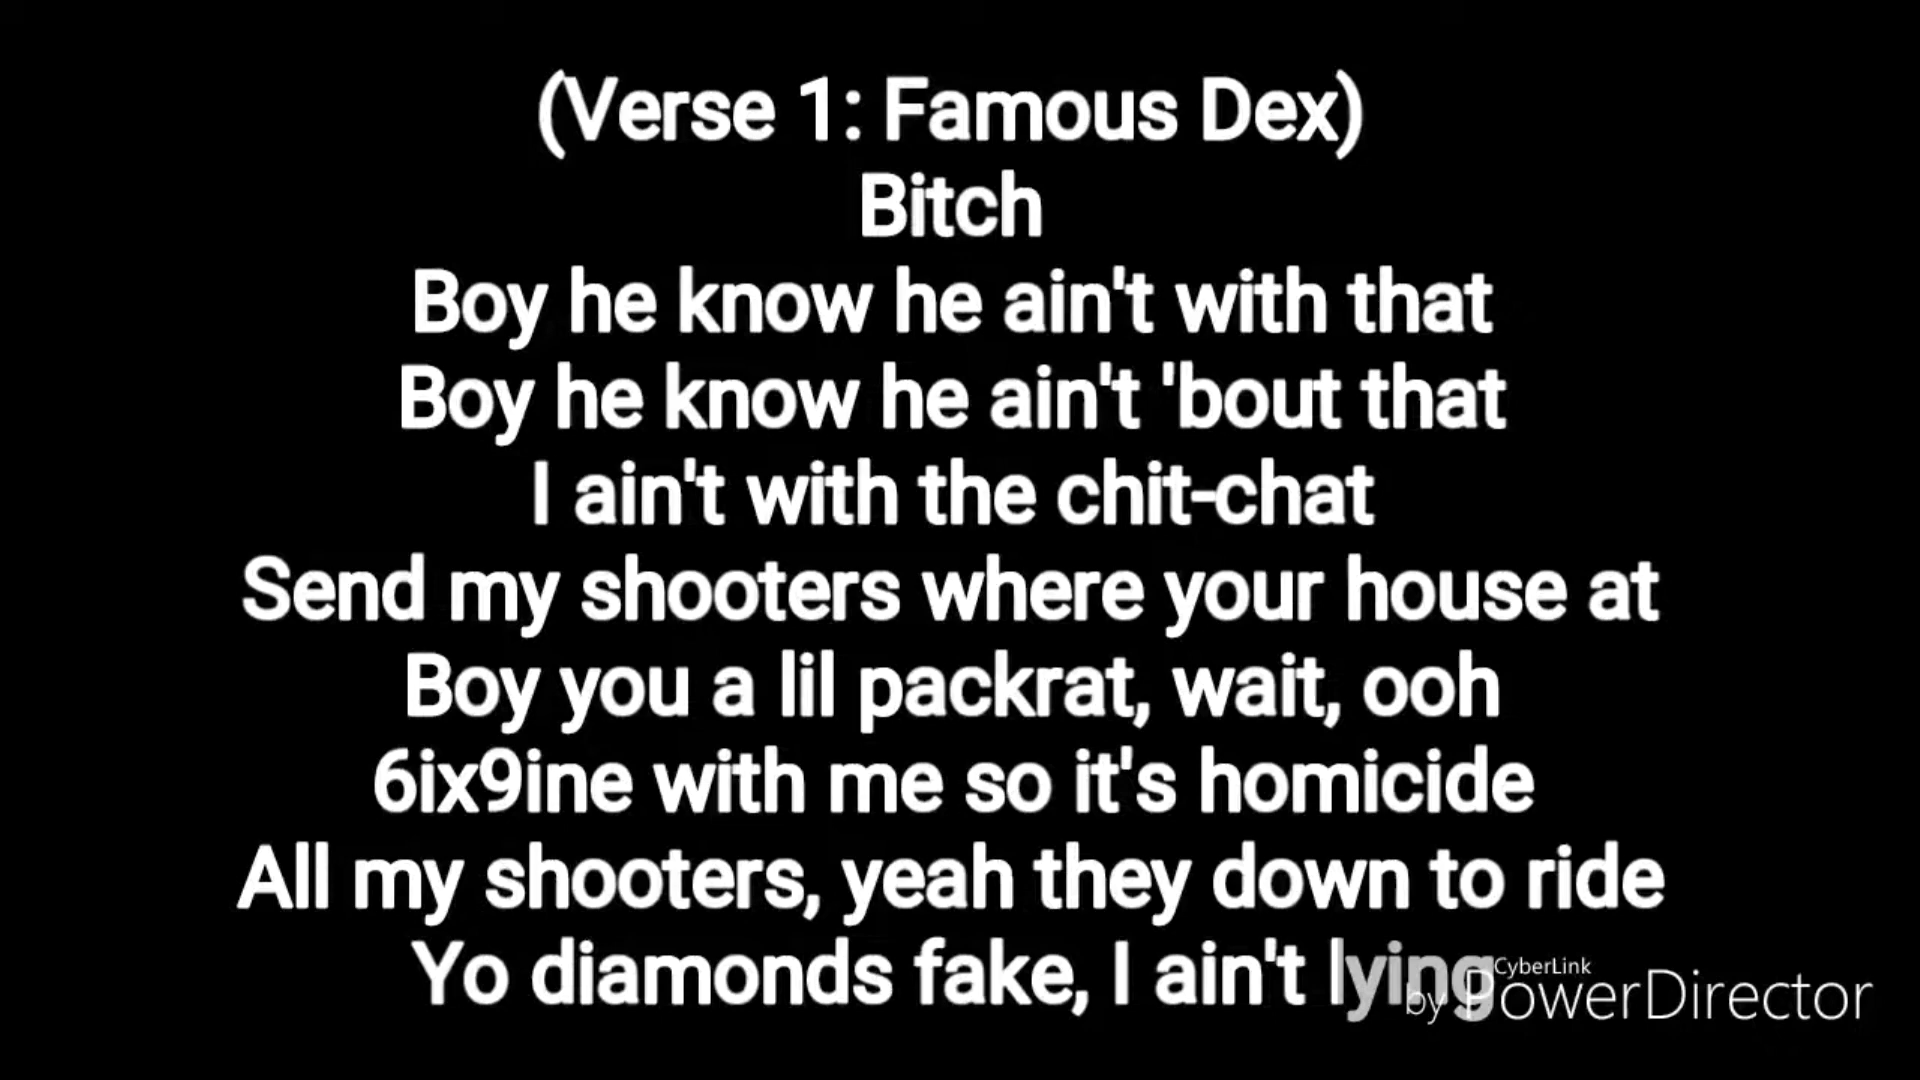 (Verse 1: Famous Dex)
Bitch
Boy he know he ain't with that
Boy he know he ain't 'bout that
I ain't with the chit-chat
Send my shooters where your house at
Boy you a lil packrat, wait, ooh
6ix9ine with me so it's homicide
All my shooters, yeah they down to ride
Yo diamonds fake, I ain't lying
CyberLink
by PowerDirector